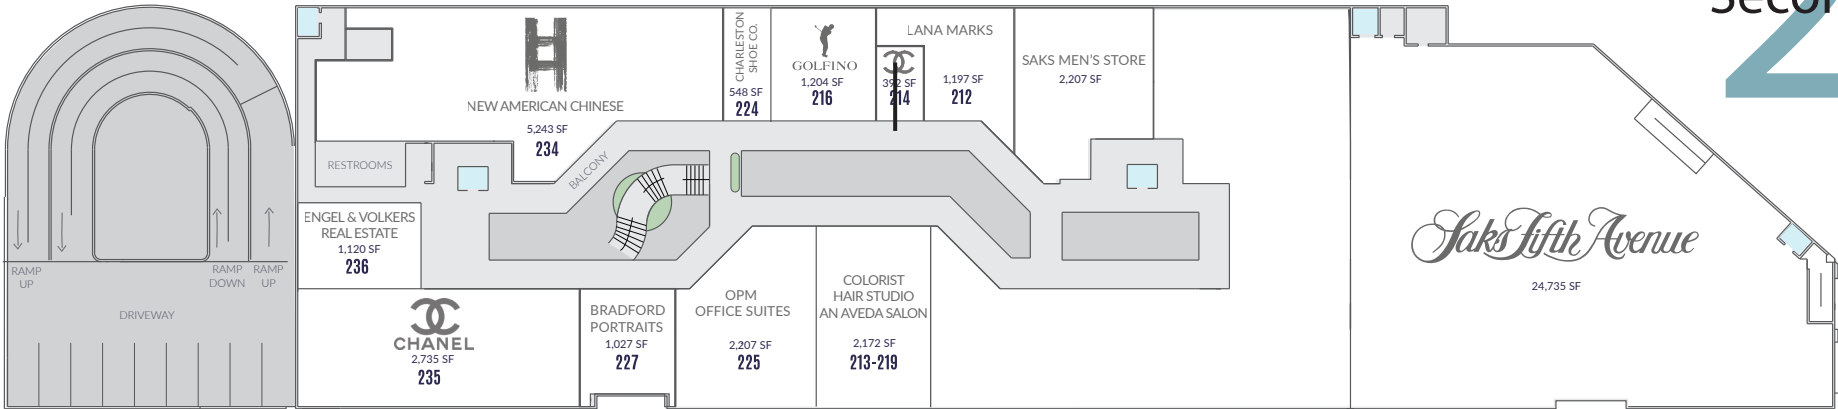 Secon
2
H
NEW AMERICAN CHINESE
5,243 SF
234
CHARLESTON
SHOE CO.
548 SF
224
GOLFINO
1,204 SF
216
392 SF
214
LANA MARKS
1,197 SF
212
SAKS MEN'S STORE
2,207 SF
RESTROOMS
BALCONY
ENGEL & VOLKERS
REAL ESTATE
1,120 SF
236
RAMP
UP
RAMP
DOWN
RAMP
UP
DRIVEWAY
CHANEL
2,735 SF
235
BRADFORD
PORTRAITS
1,027 SF
227
OPM
OFFICE SUITES
2,207 SF
225
COLORIST
HAIR STUDIO
AN AVEDA SALON
2,172 SF
213-219
Saks Fifth Avenue
24,735 SF